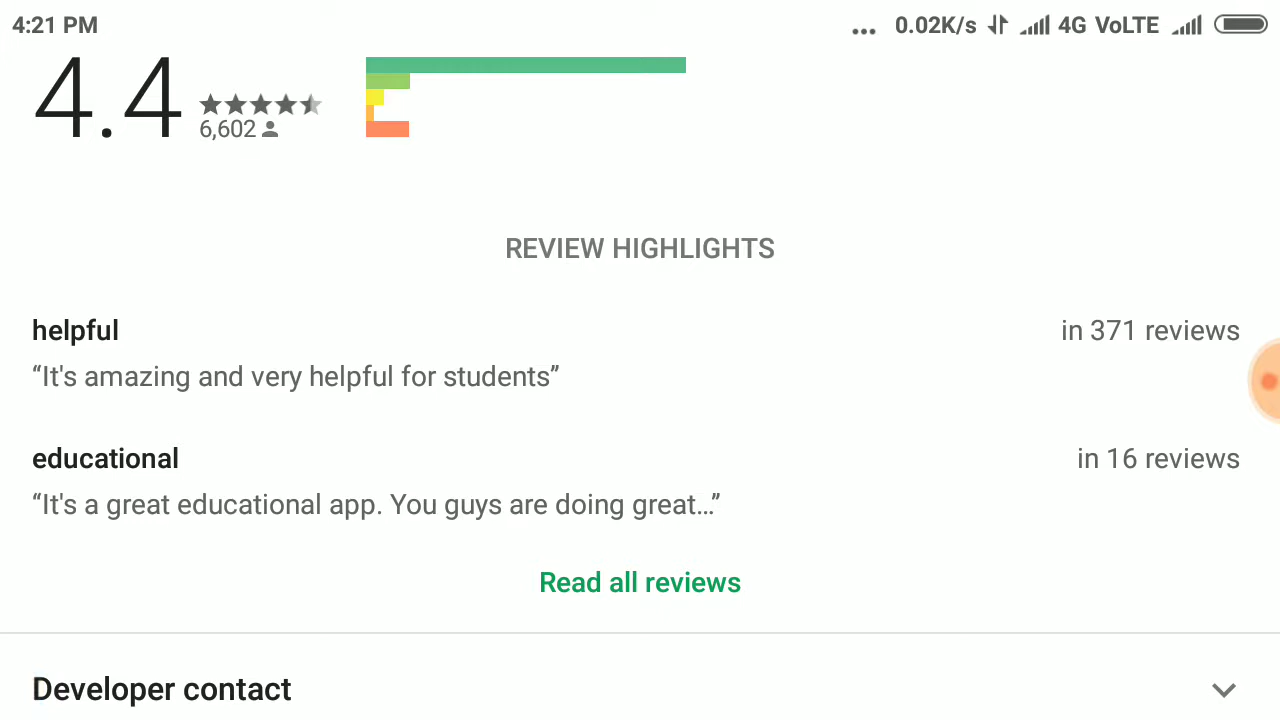 4:21 PM ... 0.02K/s 4G VoLTE
4.4
6,602
REVIEW HIGHLIGHTS
helpful in 371 reviews
“It's amazing and very helpful for students”
educational in 16 reviews
“It's a great educational app. You guys are doing great…”
Read all reviews
Developer contact